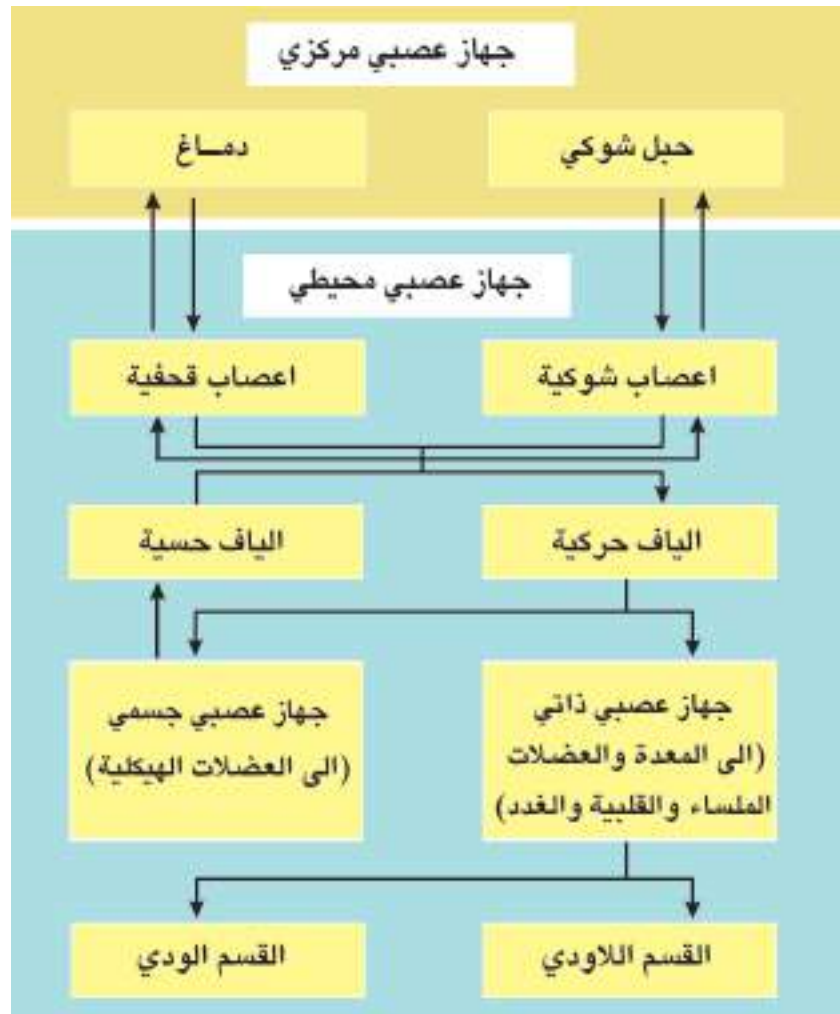 جهاز عصبي مركزي
حبل شوكي
دمــاغ
جهاز عصبي محيطي
اعصاب شوكية
اعصاب قحفية
الياف حركية
الياف حسية
جهاز عصبي ذاتي
(الى المعدة والعضلات
الملساء والقلبية والغدد)
جهاز عصبي جسمي
(الى العضلات الهيكلية)
القسم اللاودي
القسم الودي